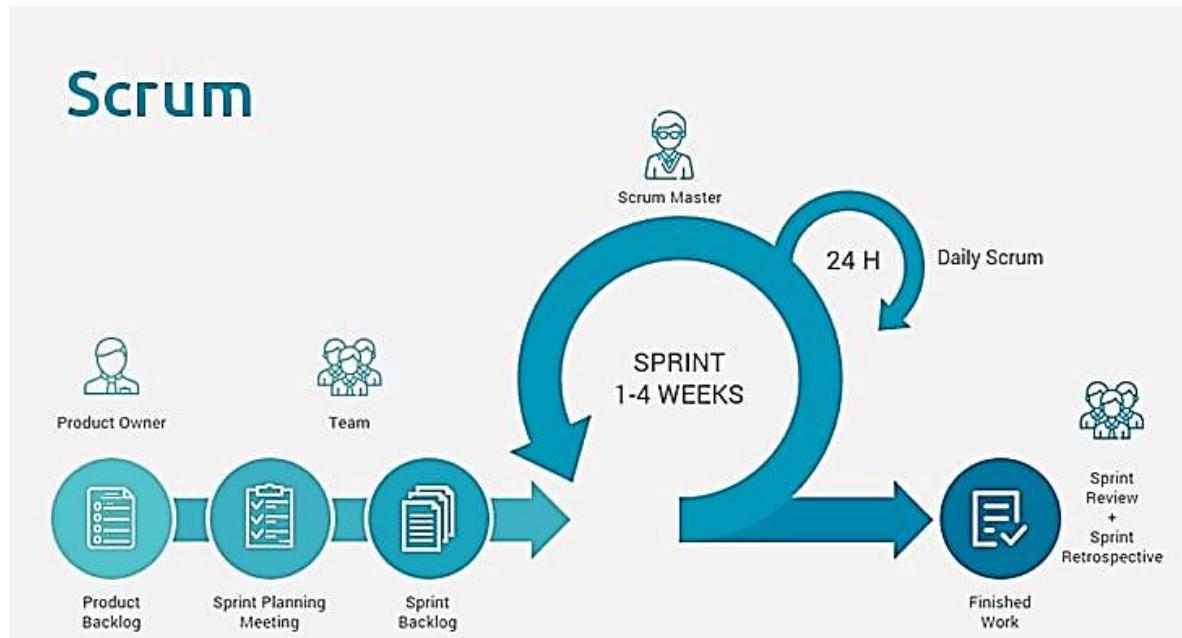 Scrum
Scrum Master
24 H
Daily Scrum
SPRINT
1-4 WEEKS
Product Owner
Team
Sprint
Review
+
Sprint
Retrospective
Product
Backlog
Sprint Planning
Meeting
Sprint
Backlog
Finished
Work